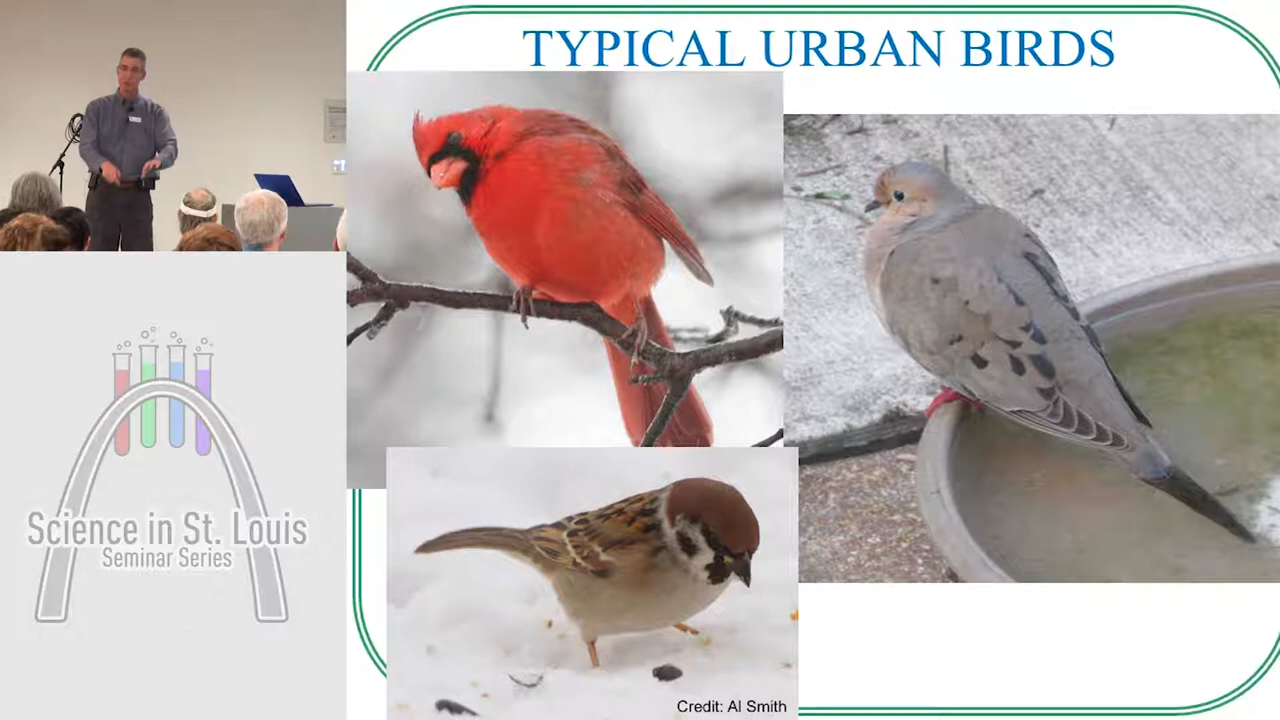 TYPICAL URBAN BIRDS
Science in St. Louis
Seminar Series
Credit: Al Smith